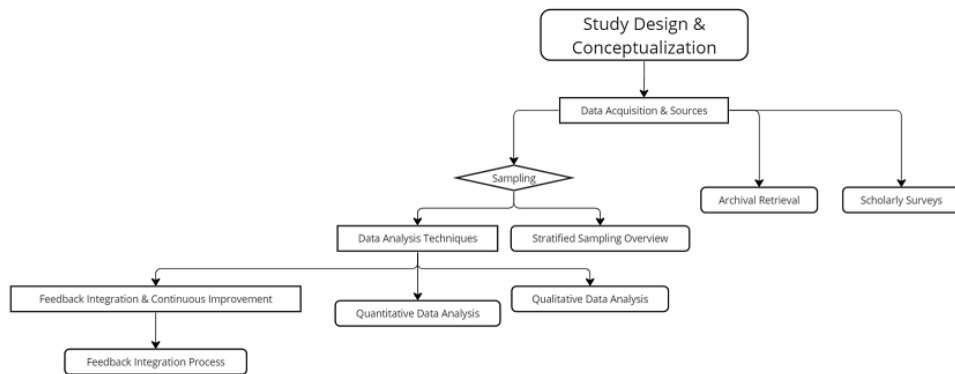 Study Design &
Conceptualization
Data Acquisition & Sources
Sampling
Archival Retrieval
Scholarly Surveys
Data Analysis Techniques
Stratified Sampling Overview
Feedback Integration & Continuous Improvement
Quantitative Data Analysis
Qualitative Data Analysis
Feedback Integration Process